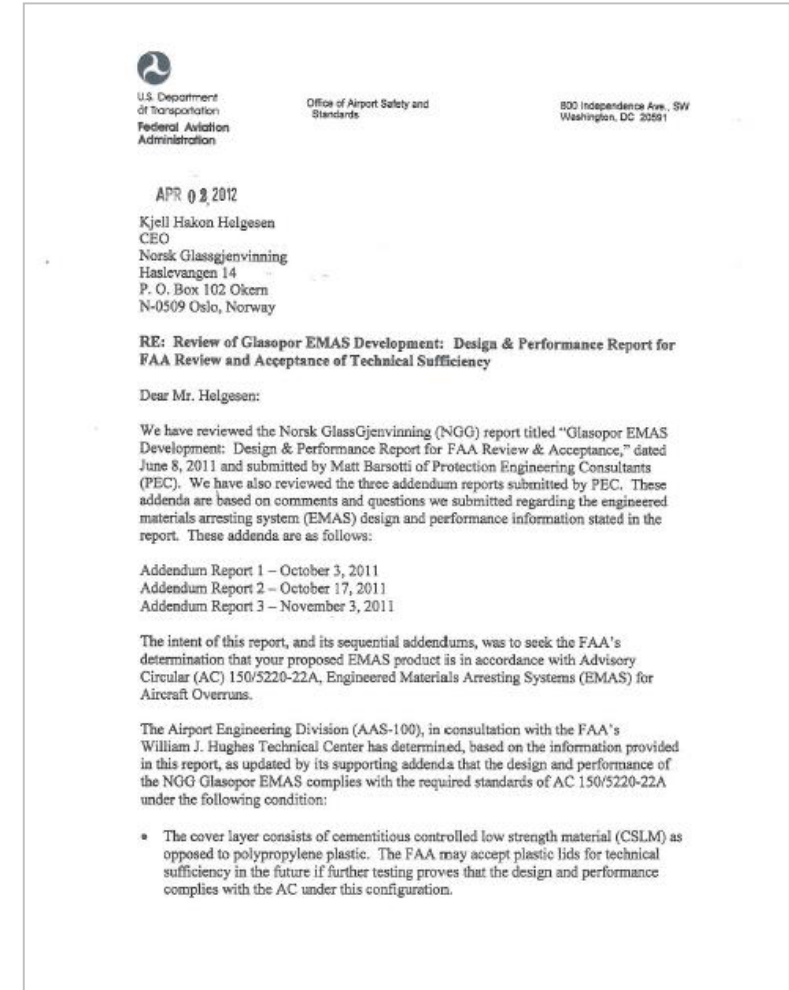 U.S. Department
of Transportation
Federal Aviation
Administration
Office of Airport Safety and
Standards
800 Independence Ave., SW
Washington, DC 20591
APR 02 2012
Kjell Hakon Helgesen
CEO
Norsk Glassgjenvinning
Haslevangen 14
P. O. Box 102 Okern
N-0509 Oslo, Norway
RE: Review of Glasopor EMAS Development: Design & Performance Report for
FAA Review and Acceptance of Technical Sufficiency
Dear Mr. Helgesen:
We have reviewed the Norsk GlassGjenvinning (NGG) report titled “Glasopor EMAS
Development: Design & Performance Report for FAA Review & Acceptance,” dated
June 8, 2011 and submitted by Matt Barsotti of Protection Engineering Consultants
(PEC). We have also reviewed the three addendum reports submitted by PEC. These
addenda are based on comments and questions we submitted regarding the engineered
materials arresting system (EMAS) design and performance information stated in the
report. These addenda are as follows:
Addendum Report 1 – October 3, 2011
Addendum Report 2 – October 17, 2011
Addendum Report 3 – November 3, 2011
The intent of this report, and its sequential addendums, was to seek the FAA’s
determination that your proposed EMAS product is in accordance with Advisory
Circular (AC) 150/5220-22A, Engineered Materials Arresting Systems (EMAS) for
Aircraft Overruns.
The Airport Engineering Division (AAS-100), in consultation with the FAA’s
William J. Hughes Technical Center has determined, based on the information provided
in this report, as updated by its supporting addenda that the design and performance of
the NGG Glasopor EMAS complies with the required standards of AC 150/5220-22A
under the following condition:
• The cover layer consists of cementitious controlled low strength material (CSLM) as
opposed to polypropylene plastic. The FAA may accept plastic lids for technical
sufficiency in the future if further testing proves that the design and performance
complies with the AC under this configuration.